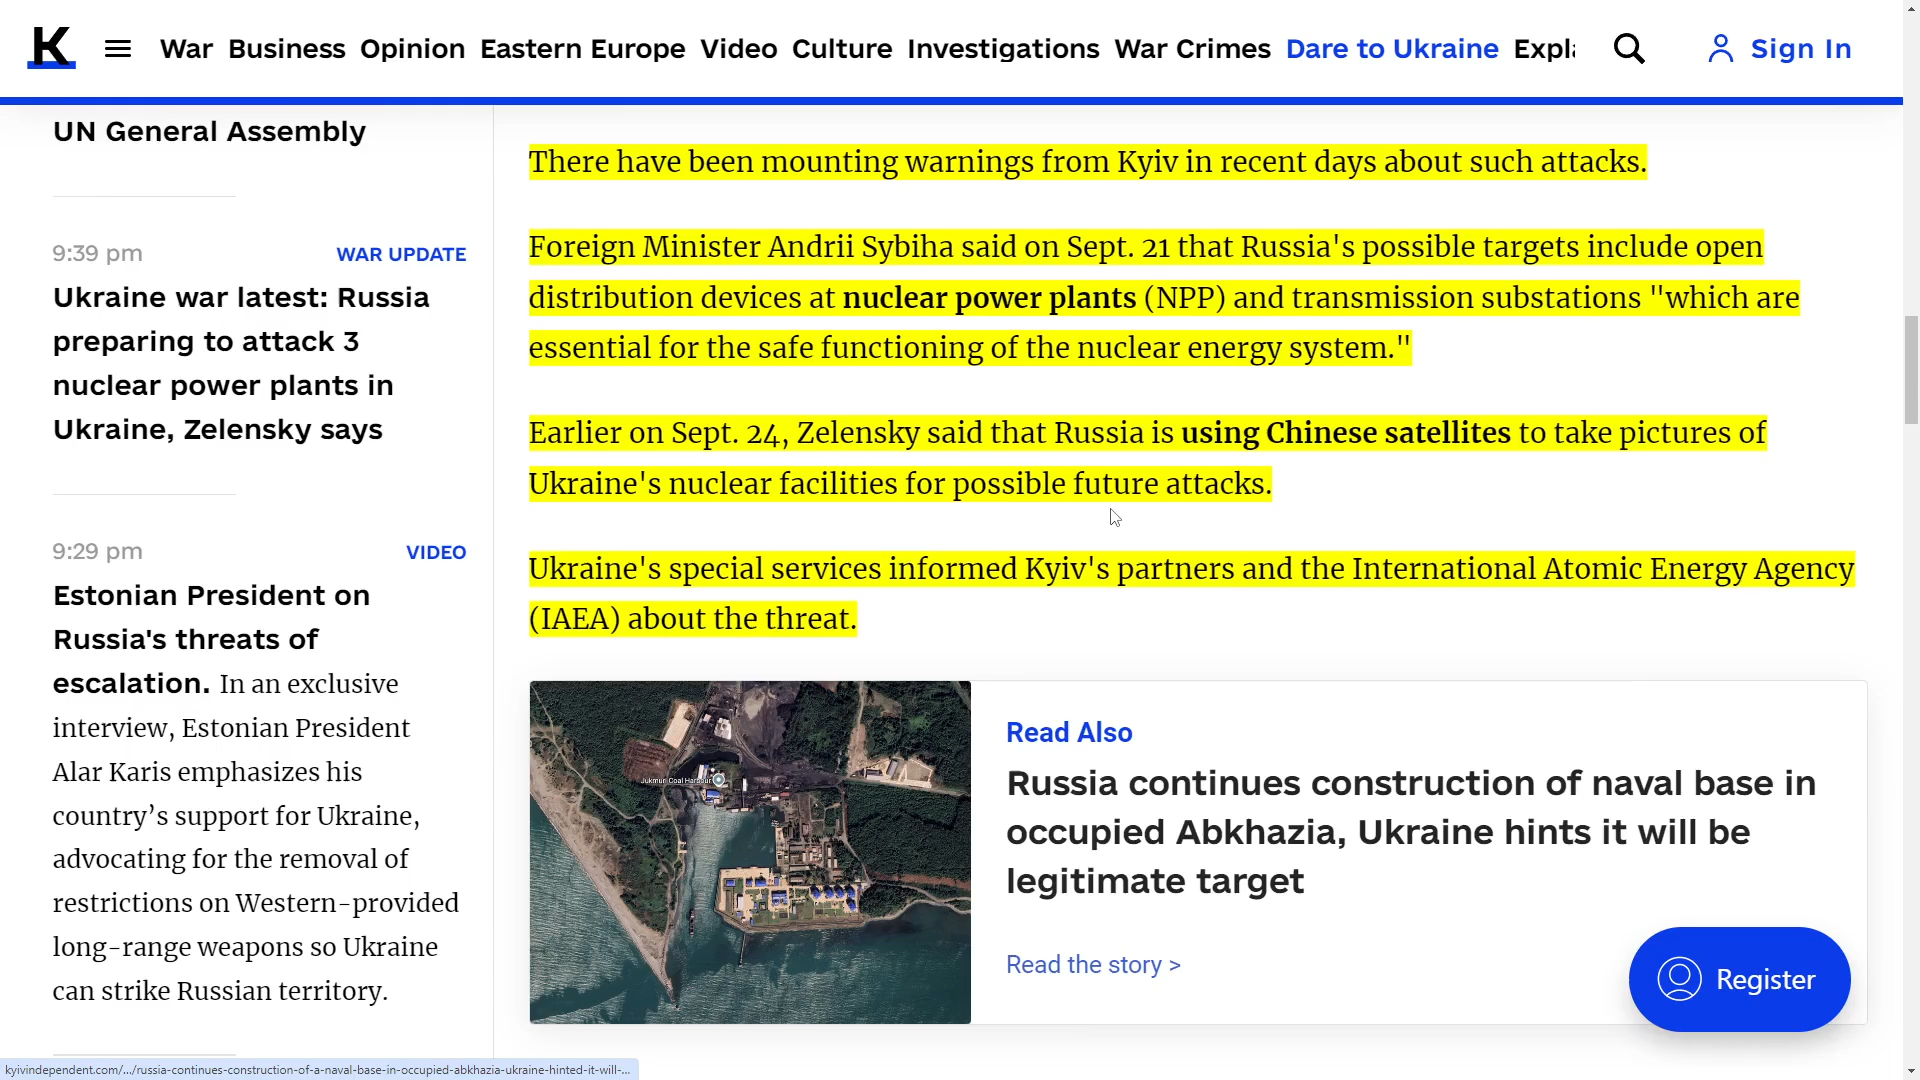 K
War Business Opinion Eastern Europe Video Culture Investigations War Crimes Dare to Ukraine Expla
Sign In
UN General Assembly
9:39 pm WAR UPDATE
Ukraine war latest: Russia
preparing to attack 3
nuclear power plants in
Ukraine, Zelensky says
9:29 pm VIDEO
Estonian President on
Russia's threats of
escalation. In an exclusive
interview, Estonian President
Alar Karis emphasizes his
country’s support for Ukraine,
advocating for the removal of
restrictions on Western-provided
long-range weapons so Ukraine
can strike Russian territory.
There have been mounting warnings from Kyiv in recent days about such attacks.
Foreign Minister Andrii Sybiha said on Sept. 21 that Russia's possible targets include open
distribution devices at nuclear power plants (NPP) and transmission substations "which are
essential for the safe functioning of the nuclear energy system."
Earlier on Sept. 24, Zelensky said that Russia is using Chinese satellites to take pictures of
Ukraine's nuclear facilities for possible future attacks.
Ukraine's special services informed Kyiv's partners and the International Atomic Energy Agency
(IAEA) about the threat.
Jukmuri Coal Harbour
Read Also
Russia continues construction of naval base in
occupied Abkhazia, Ukraine hints it will be
legitimate target
Read the story >
Register
kyivindependent.com/.../russia-continues-construction-of-a-naval-base-in-occupied-abkhazia-ukraine-hinted-it-will-...